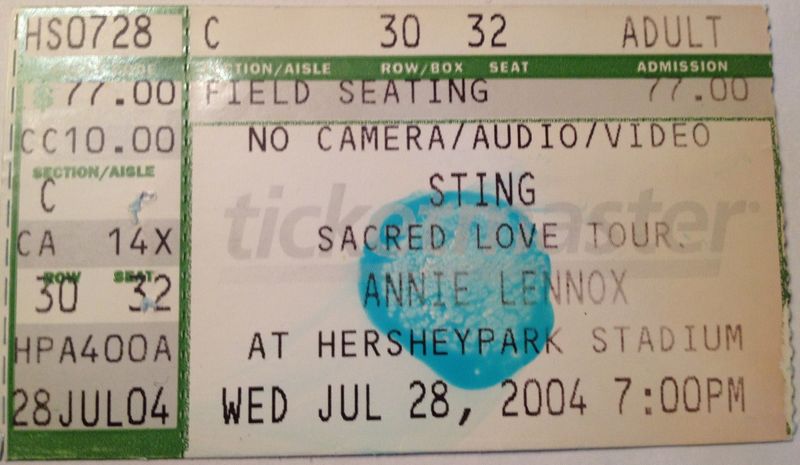 HS0728 C 30 32 ADULT
SECTION/AISLE ROW/BOX SEAT ADMISSION
$ 77.00 FIELD SEATING 77.00
CC10.00 NO CAMERA/AUDIO/VIDEO
SECTION/AISLE
C STING
ticketmaster
CA 14X SACRED LOVE TOUR.
ROW SEAT
30 32 ANNIE LENNOX
HPA400A AT HERSHEYPARK STADIUM
28JUL04 WED JUL 28, 2004 7:00PM